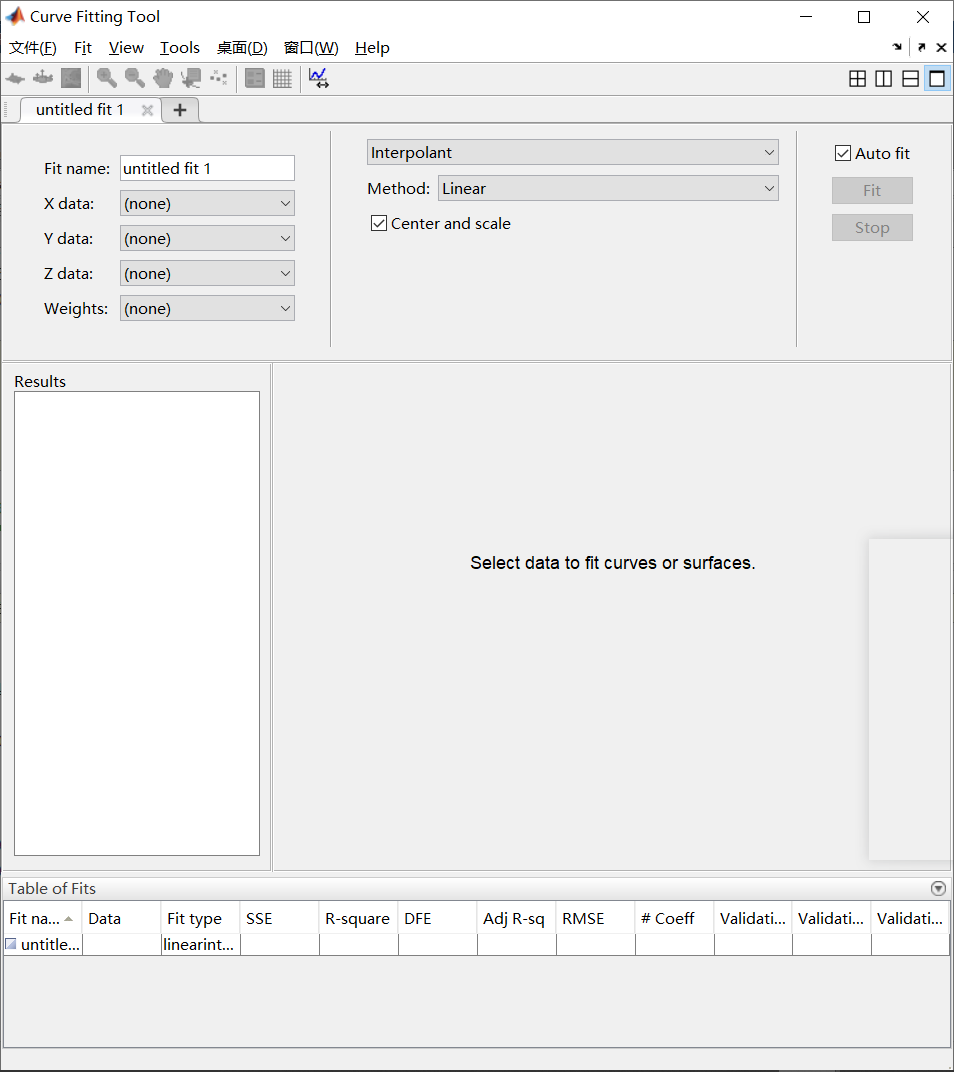 Curve Fitting Tool
文件(F) Fit View Tools 桌面(D) 窗口(W) Help
untitled fit 1
Fit name: untitled fit 1
X data: (none)
Y data: (none)
Z data: (none)
Weights: (none)
Interpolant
Method: Linear
Center and scale
Auto fit
Fit
Stop
Results
Select data to fit curves or surfaces.
Table of Fits
Fit na... Data Fit type SSE R-square DFE Adj R-sq RMSE # Coeff Validati... Validati... Validati...
untitle... linearint...